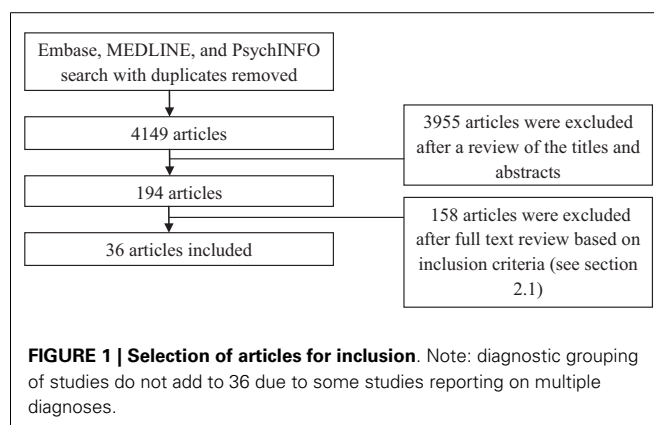 Embase, MEDLINE, and PsychINFO
search with duplicates removed
4149 articles
3955 articles were excluded
after a review of the titles and
abstracts
194 articles
158 articles were excluded
after full text review based on
inclusion criteria (see section
2.1)
36 articles included
FIGURE 1 | Selection of articles for inclusion. Note: diagnostic grouping
of studies do not add to 36 due to some studies reporting on multiple
diagnoses.